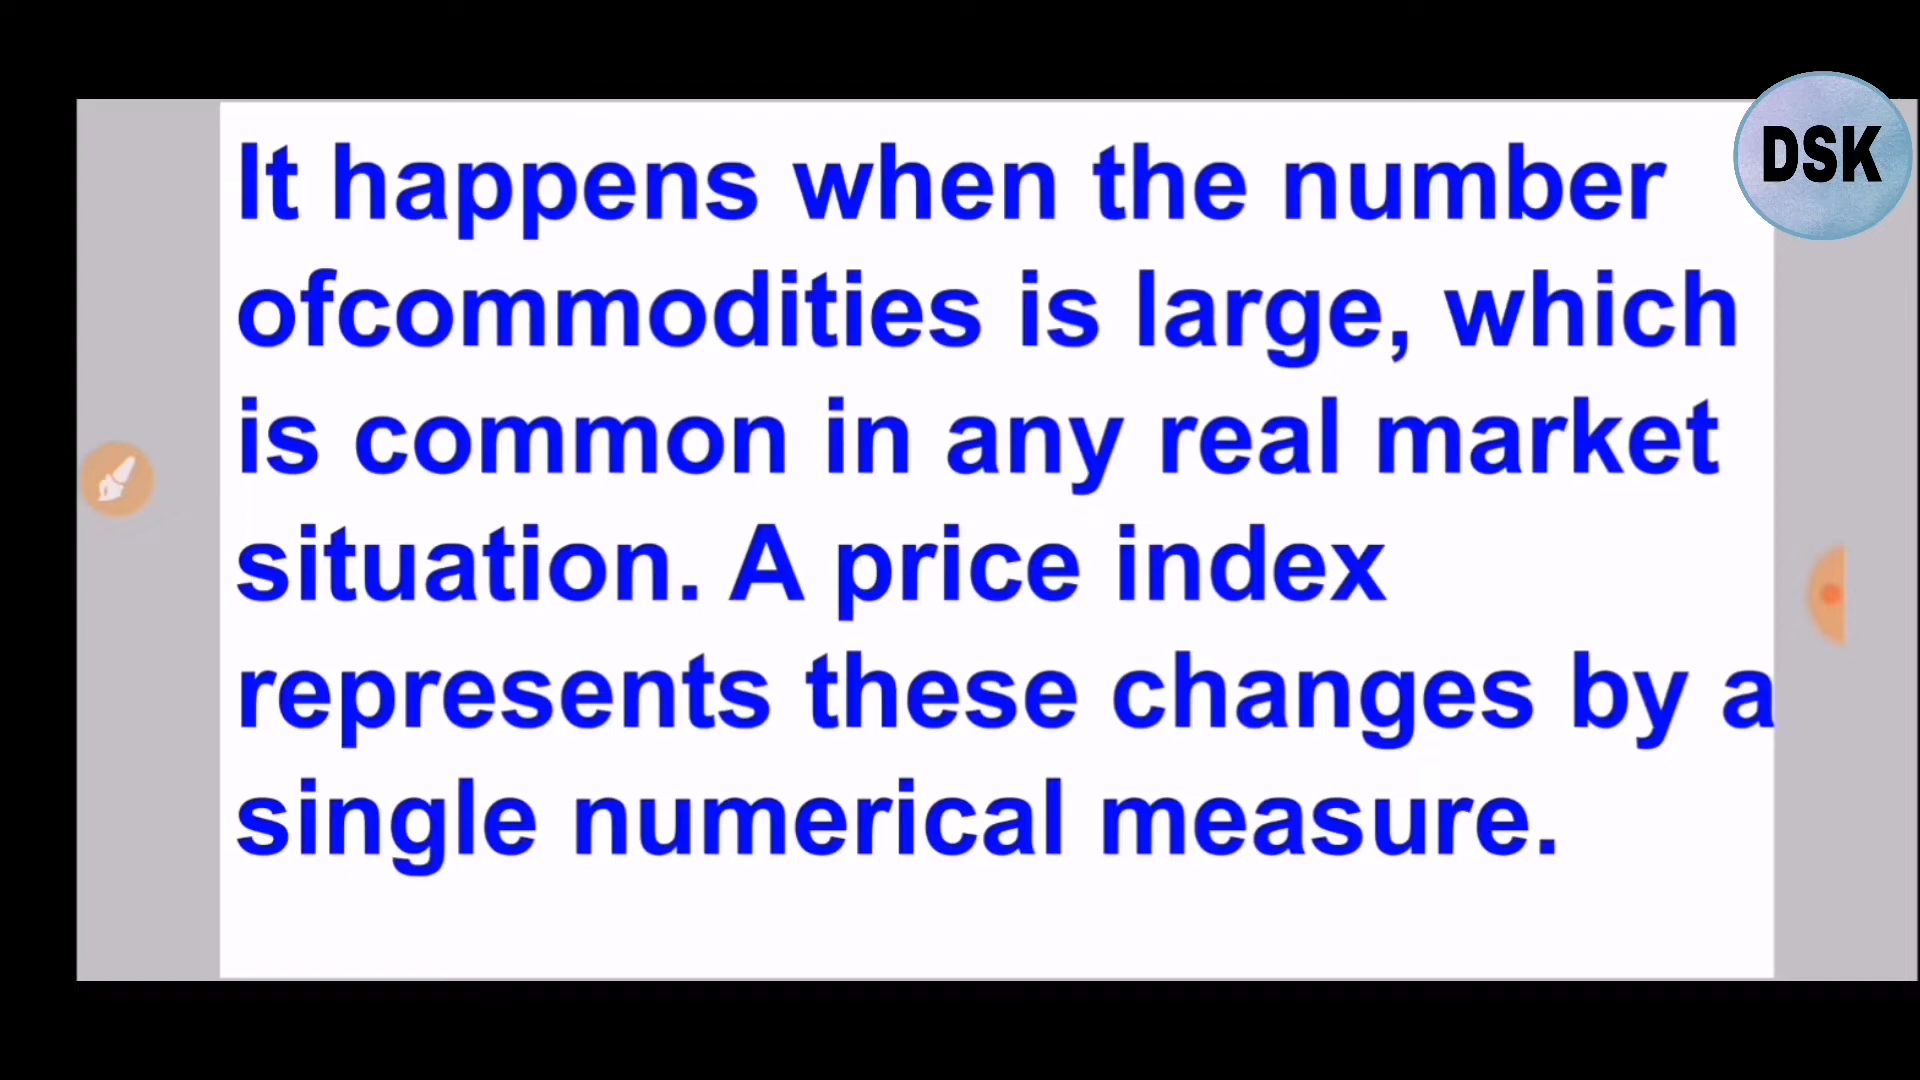 It happens when the number
ofcommodities is large, which
is common in any real market
situation. A price index
represents these changes by a
single numerical measure.
DSK